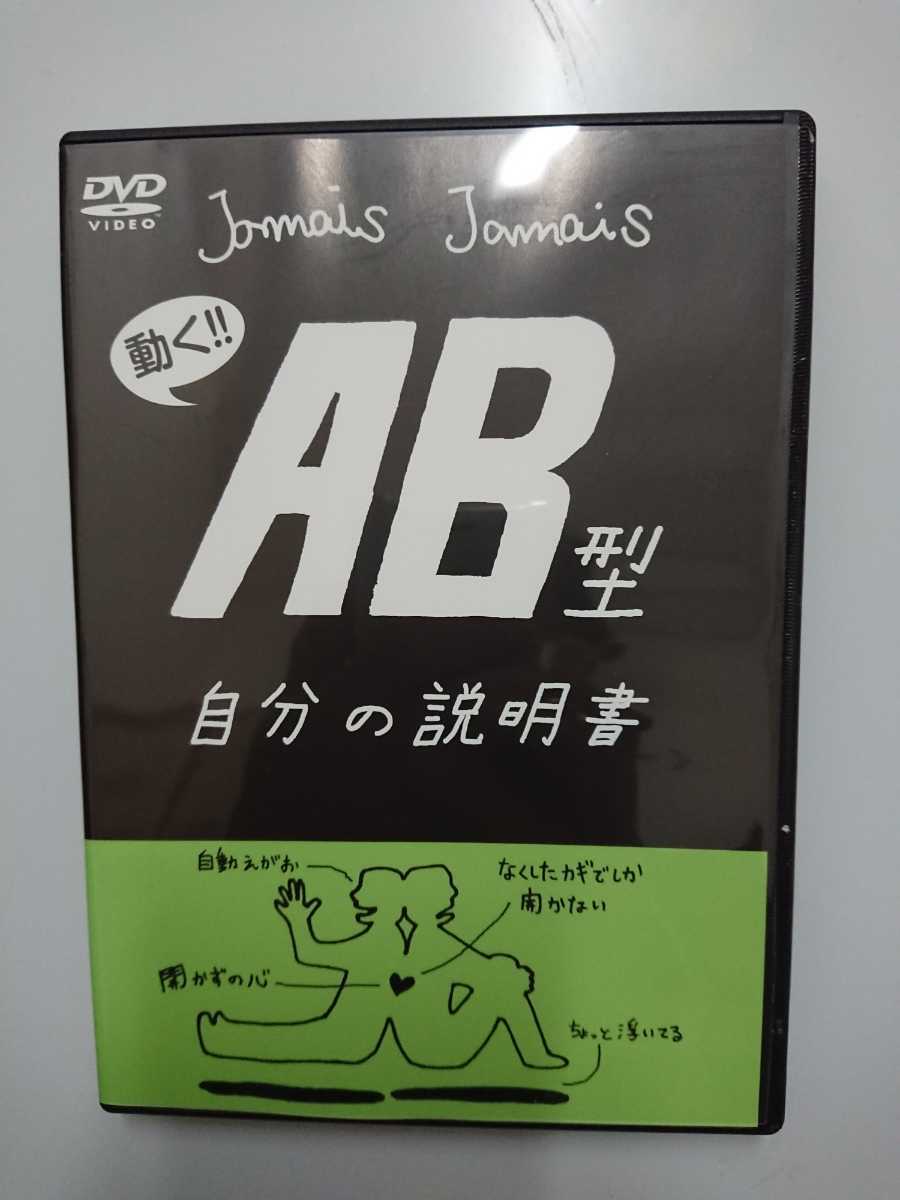 DVD
VIDEO™
Jamais Jamais
動く!!
AB型
自分の説明書
自動えがお
なくしたカギでしか
開かない
開かずの心
ちょっと浮いてる